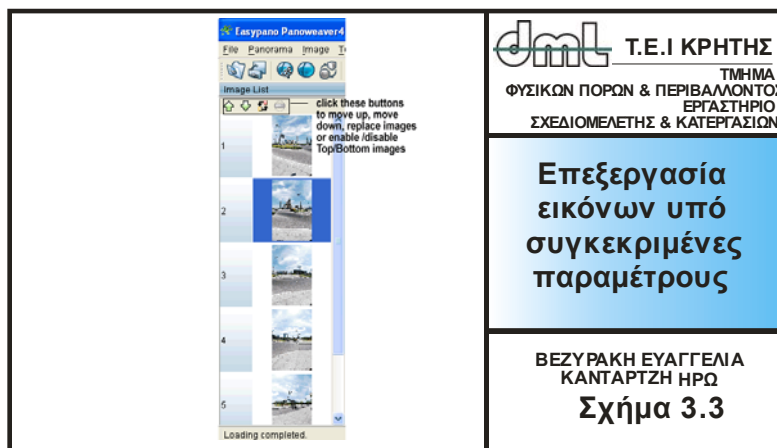 Easypano Panoweaver4
File Panorama Image T
Image List
click these buttons
to move up, move
down, replace images
or enable /disable
Top/Bottom images
1
2
3
4
5
Loading completed.
dml Τ.Ε.Ι ΚΡΗΤΗΣ
ΤΜΗΜΑ
ΦΥΣΙΚΩΝ ΠΟΡΩΝ & ΠΕΡΙΒΑΛΛΟΝΤΟΣ
ΕΡΓΑΣΤΗΡΙΟ
ΣΧΕΔΙΟΜΕΛΕΤΗΣ & ΚΑΤΕΡΓΑΣΙΩΝ
Επεξεργασία
εικόνων υπό
συγκεκριμένες
παραμέτρους
ΒΕΖΥΡΑΚΗ ΕΥΑΓΓΕΛΙΑ
ΚΑΝΤΑΡΤΖΗ ΗΡΩ
Σχήμα 3.3